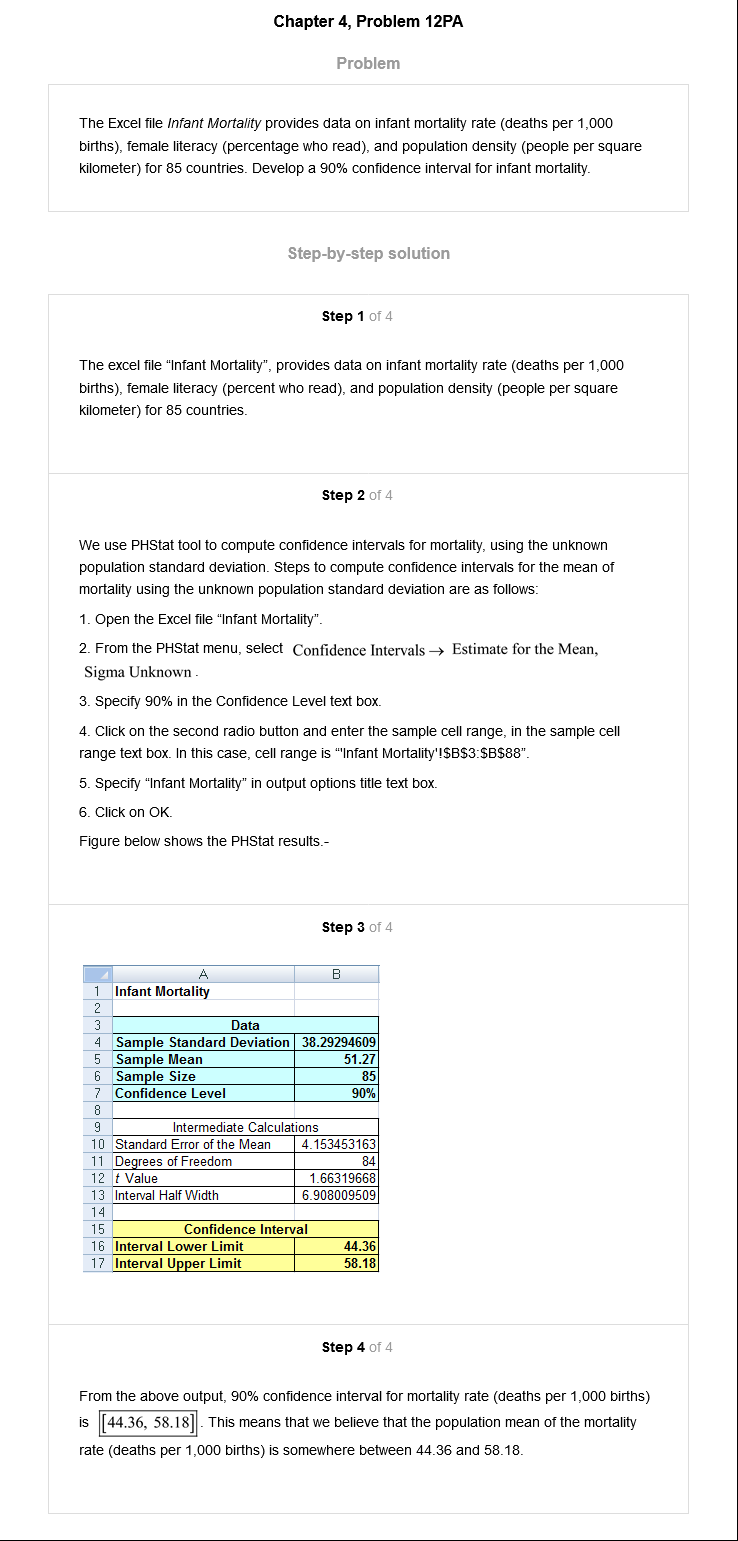 Chapter 4, Problem 12PA
Problem
The Excel file Infant Mortality provides data on infant mortality rate (deaths per 1,000
births), female literacy (percentage who read), and population density (people per square
kilometer) for 85 countries. Develop a 90% confidence interval for infant mortality.
Step-by-step solution
Step 1 of 4
The excel file “Infant Mortality”, provides data on infant mortality rate (deaths per 1,000
births), female literacy (percent who read), and population density (people per square
kilometer) for 85 countries.
Step 2 of 4
We use PHStat tool to compute confidence intervals for mortality, using the unknown
population standard deviation. Steps to compute confidence intervals for the mean of
mortality using the unknown population standard deviation are as follows:
1. Open the Excel file “Infant Mortality”.
2. From the PHStat menu, select Confidence Intervals → Estimate for the Mean,
Sigma Unknown .
3. Specify 90% in the Confidence Level text box.
4. Click on the second radio button and enter the sample cell range, in the sample cell
range text box. In this case, cell range is “'Infant Mortality'!$B$3:$B$88”.
5. Specify “Infant Mortality” in output options title text box.
6. Click on OK.
Figure below shows the PHStat results.-
Step 3 of 4
A B
1 Infant Mortality
2
3 Data
4 Sample Standard Deviation 38.29294609
5 Sample Mean 51.27
6 Sample Size 85
7 Confidence Level 90%
8
9 Intermediate Calculations
10 Standard Error of the Mean 4.153453163
11 Degrees of Freedom 84
12 t Value 1.66319668
13 Interval Half Width 6.908009509
14
15 Confidence Interval
16 Interval Lower Limit 44.36
17 Interval Upper Limit 58.18
Step 4 of 4
From the above output, 90% confidence interval for mortality rate (deaths per 1,000 births)
is [44.36, 58.18]. This means that we believe that the population mean of the mortality
rate (deaths per 1,000 births) is somewhere between 44.36 and 58.18.